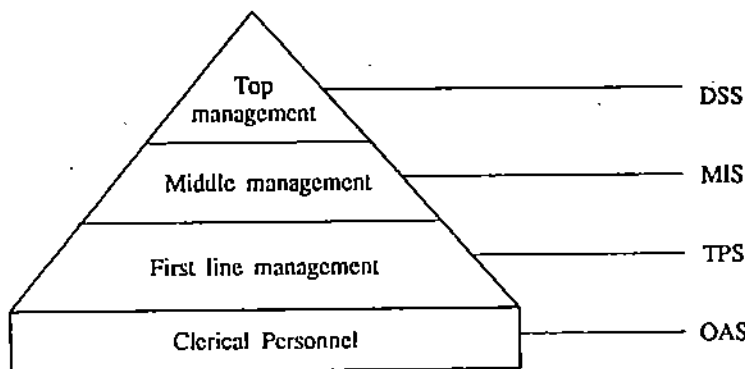 Top
management
DSS
Middle management
MIS
First line management
TPS
Clerical Personnel
OAS